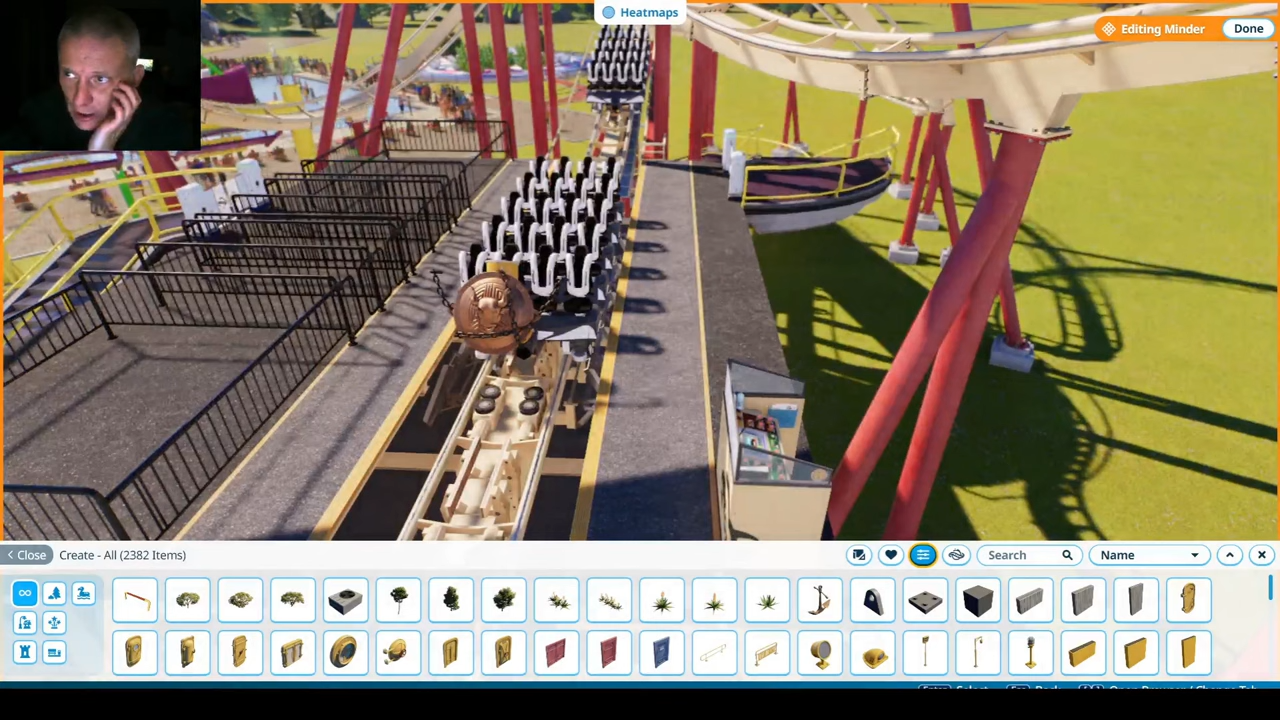 Heatmaps
Editing Minder
Done
Close
Create - All (2382 Items)
Search
Name